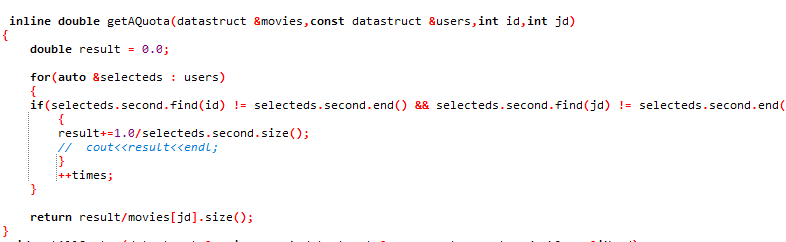 inline double getAQuota(datastruct &movies,const datastruct &users,int id,int jd)
{
double result = 0.0;
for(auto &selecteds : users)
{
if(selecteds.second.find(id) != selecteds.second.end() && selecteds.second.find(jd) != selecteds.second.end(
{
result+=1.0/selecteds.second.size();
// cout<<result<<endl;
}
++times;
}
return result/movies[jd].size();
}